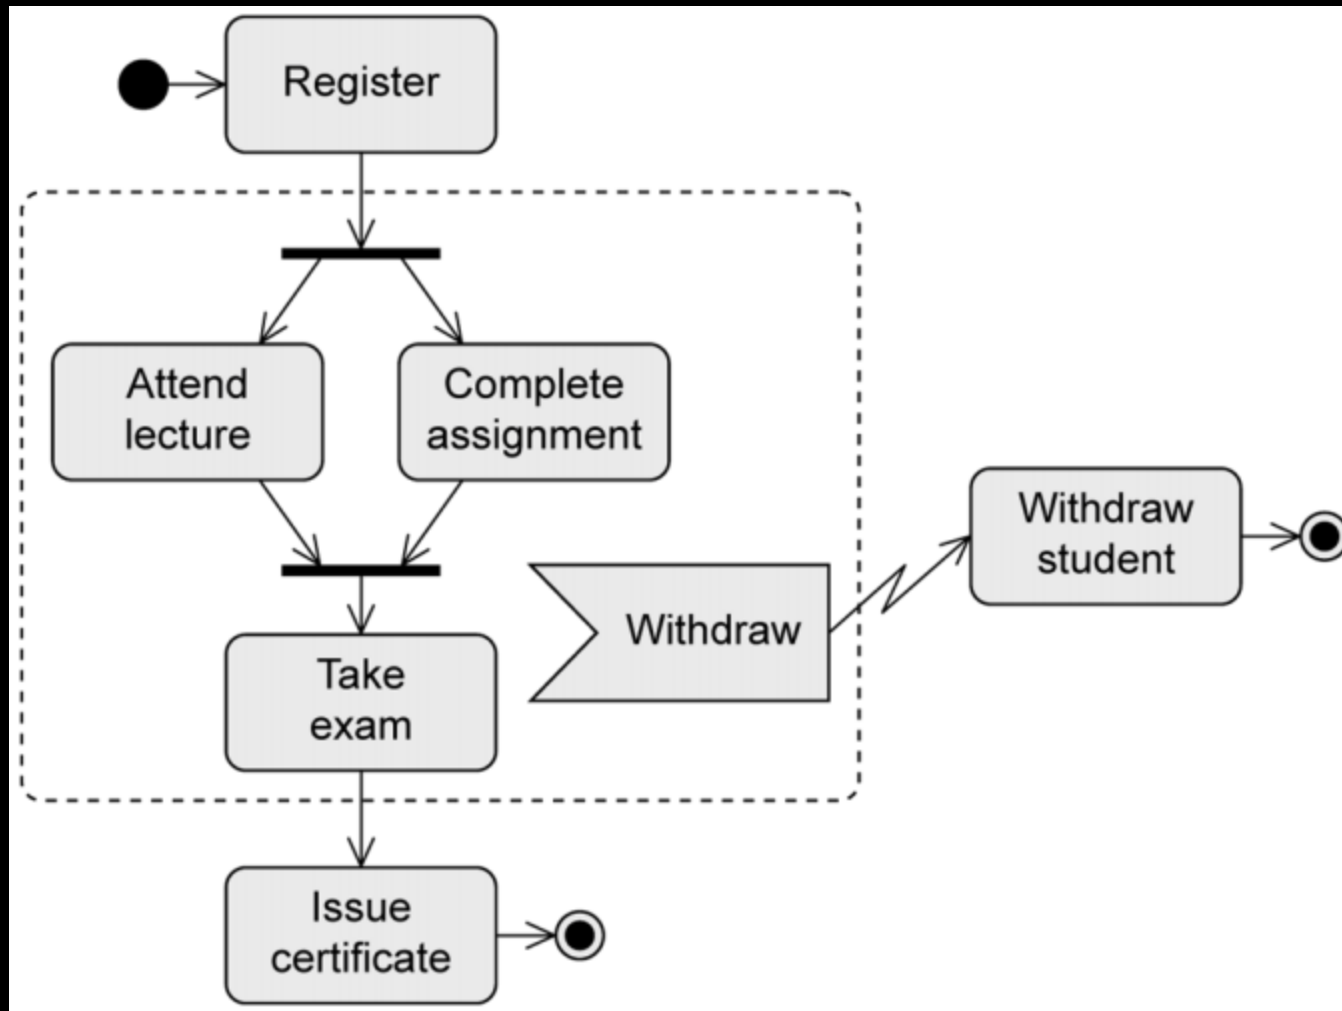 Register
Attend
lecture
Complete
assignment
Withdraw
student
Withdraw
Take
exam
Issue
certificate